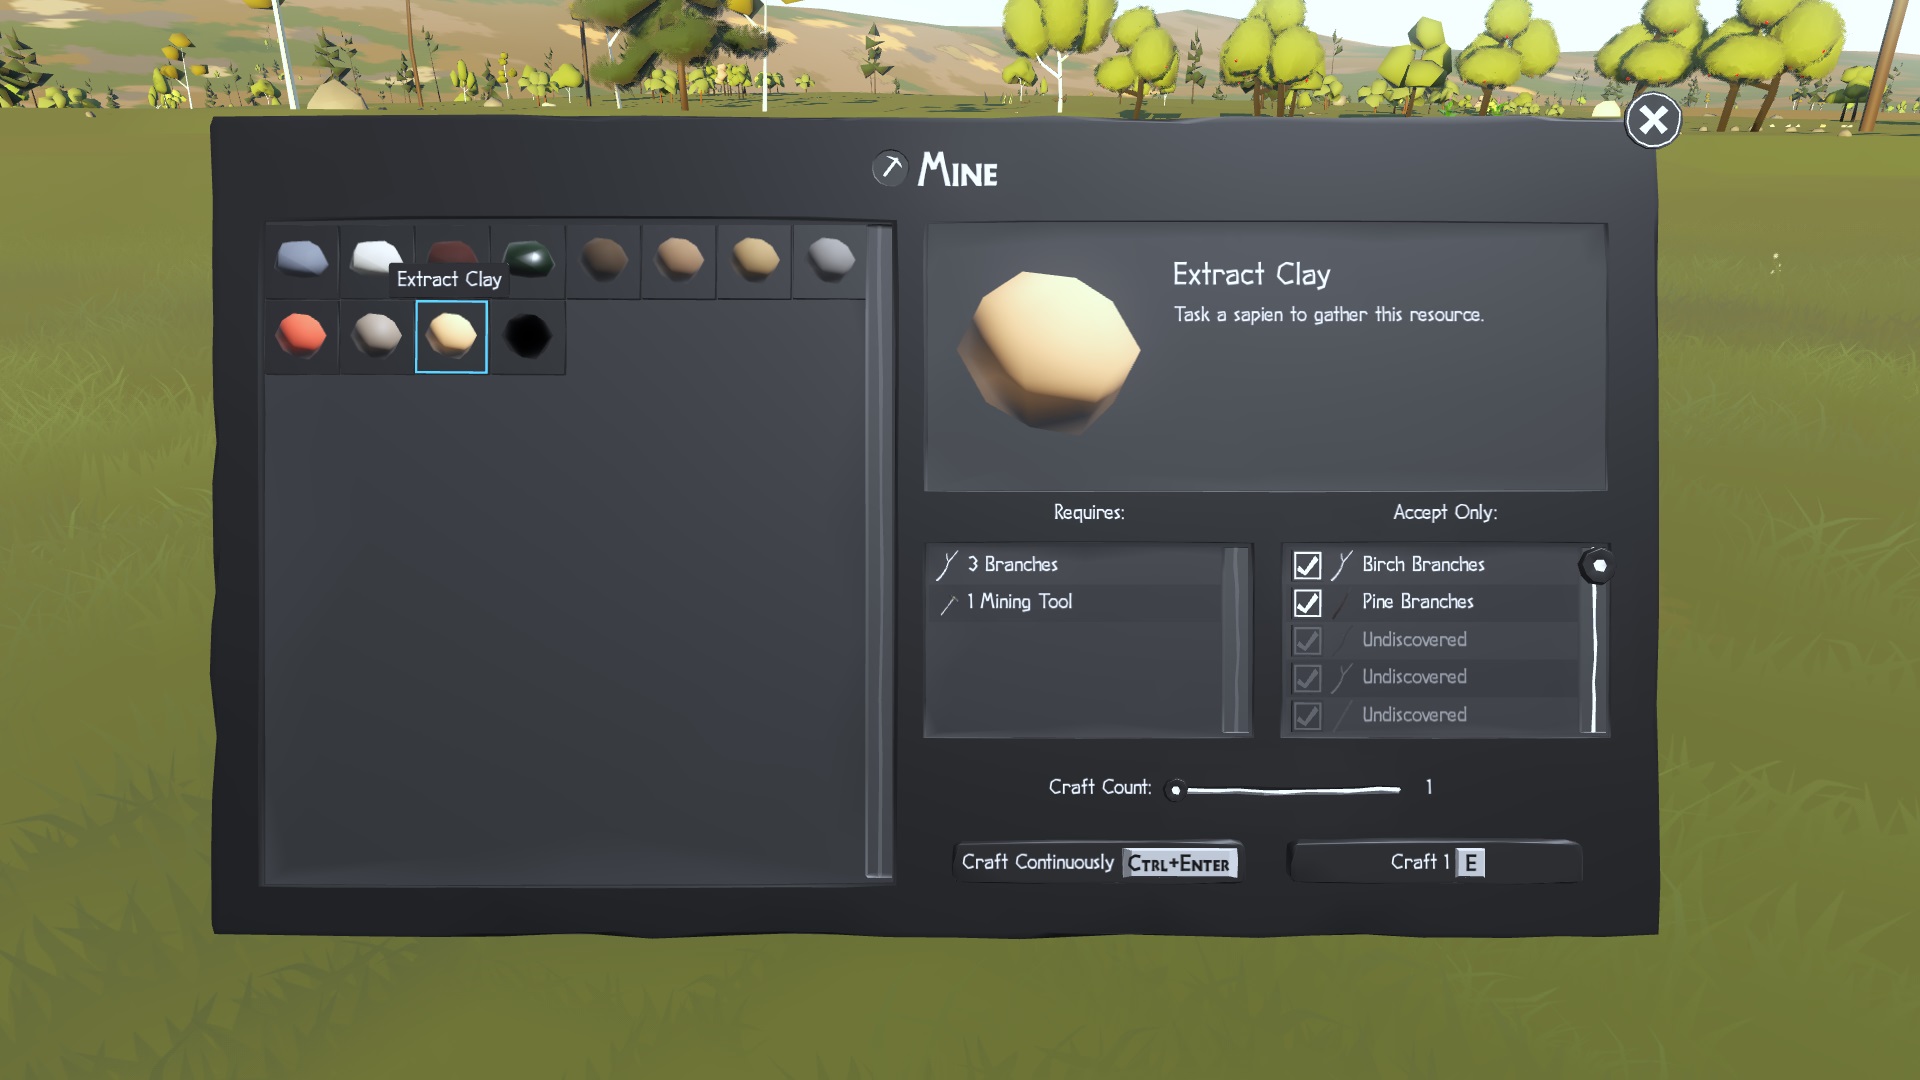 Mine
Extract Clay
Extract Clay
Task a sapien to gather this resource.
Requires:
3 Branches
1 Mining Tool
Accept Only:
Birch Branches
Pine Branches
Undiscovered
Undiscovered
Undiscovered
Craft Count: 1
Craft Continuously Ctrl+Enter
Craft 1 E